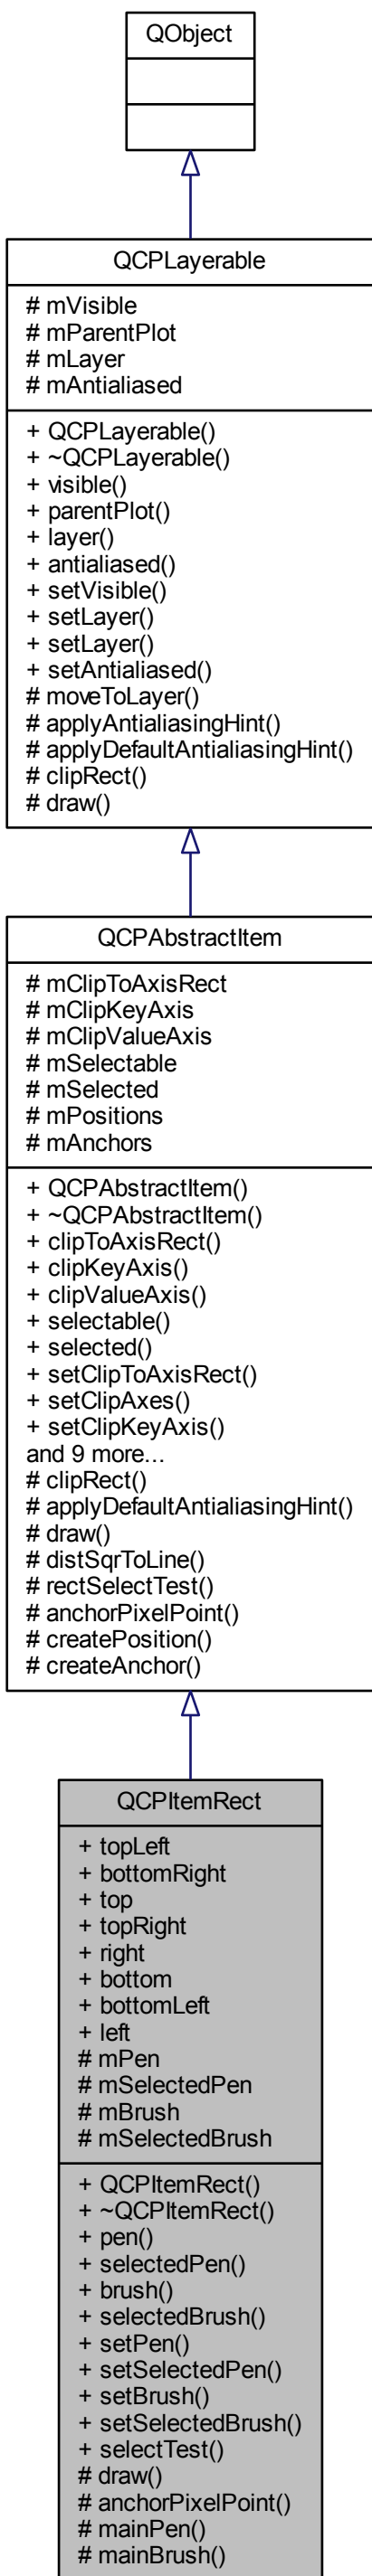 QObject
QCPLayerable
# mVisible
# mParentPlot
# mLayer
# mAntialiased
+ QCPLayerable()
+ ~QCPLayerable()
+ visible()
+ parentPlot()
+ layer()
+ antialiased()
+ setVisible()
+ setLayer()
+ setLayer()
+ setAntialiased()
# moveToLayer()
# applyAntialiasingHint()
# applyDefaultAntialiasingHint()
# clipRect()
# draw()
QCPAbstractItem
# mClipToAxisRect
# mClipKeyAxis
# mClipValueAxis
# mSelectable
# mSelected
# mPositions
# mAnchors
+ QCPAbstractItem()
+ ~QCPAbstractItem()
+ clipToAxisRect()
+ clipKeyAxis()
+ clipValueAxis()
+ selectable()
+ selected()
+ setClipToAxisRect()
+ setClipAxes()
+ setClipKeyAxis()
and 9 more...
# clipRect()
# applyDefaultAntialiasingHint()
# draw()
# distSqrToLine()
# rectSelectTest()
# anchorPixelPoint()
# createPosition()
# createAnchor()
QCPItemRect
+ topLeft
+ bottomRight
+ top
+ topRight
+ right
+ bottom
+ bottomLeft
+ left
# mPen
# mSelectedPen
# mBrush
# mSelectedBrush
+ QCPItemRect()
+ ~QCPItemRect()
+ pen()
+ selectedPen()
+ brush()
+ selectedBrush()
+ setPen()
+ setSelectedPen()
+ setBrush()
+ setSelectedBrush()
+ selectTest()
# draw()
# anchorPixelPoint()
# mainPen()
# mainBrush()